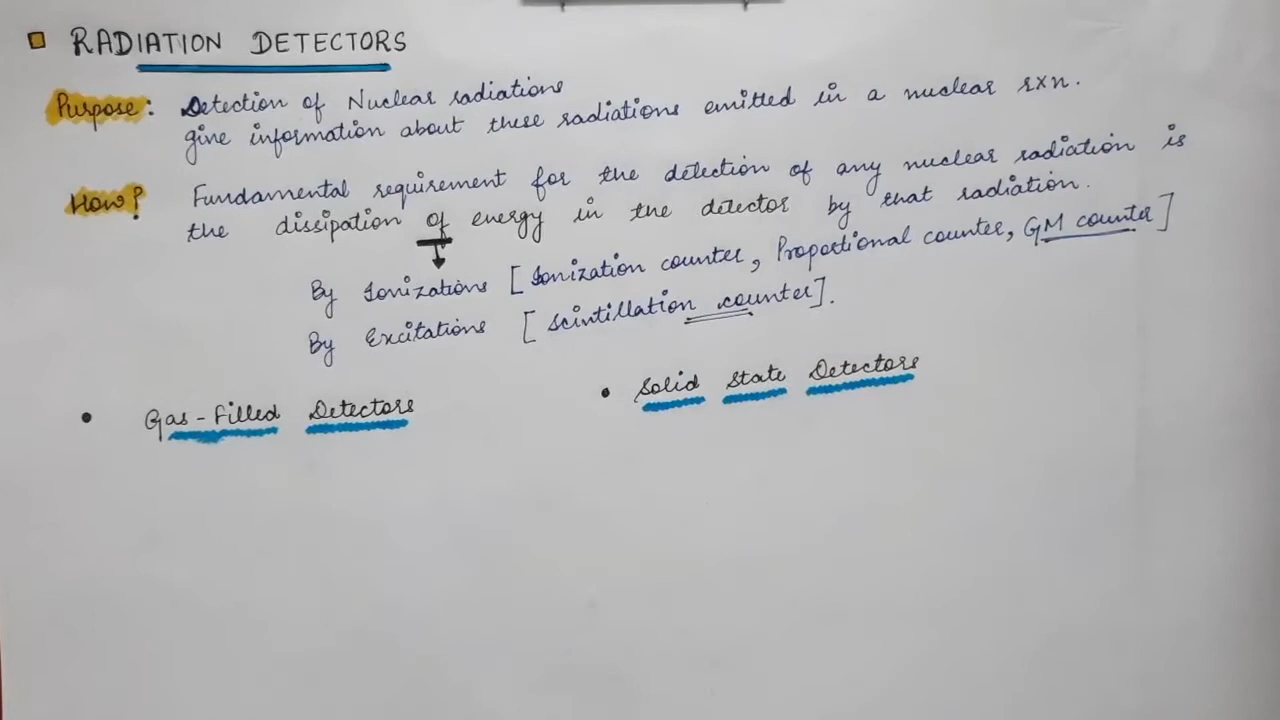 RADIATION DETECTORS
Purpose: Detection of Nuclear radiations
give information about these radiations emitted in a nuclear rxn.
How? Fundamental requirement for the detection of any nuclear radiation is
the dissipation of energy in the detector by that radiation.
By Ionizations [Ionization counter, Proportional counter, GM counter]
By Excitations [Scintillation counter].
• Gas-filled Detectors
• Solid State Detectors